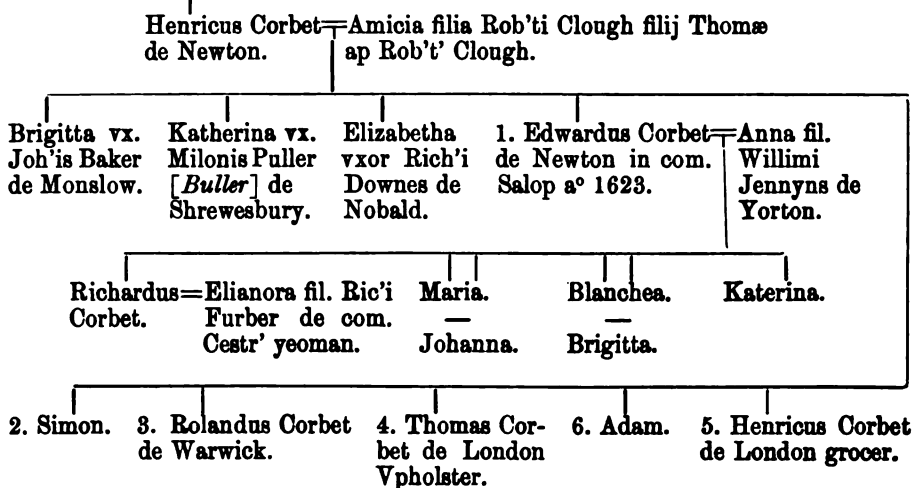 Henricus Corbet=Amicia filia Rob'ti Clough filij Thomæ
de Newton. ap Rob't' Clough.
Brigitta vx.
Joh'is Baker
de Monslow.
Katherina vx.
Milonis Puller
[Buller] de
Shrewesbury.
Elizabetha
vxor Rich'i
Downes de
Nobald.
1. Edwardus Corbet=Anna fil.
de Newton in com. Willimi
Salop aº 1623. Jennyns de
Yorton.
Richardus=Elianora fil. Ric'i
Corbet. Furber de com.
Cestr' yeoman.
Maria.
—
Johanna.
Blanchea.
—
Brigitta.
Katerina.
2. Simon.
3. Rolandus Corbet
de Warwick.
4. Thomas Cor-
bet de London
Vpholster.
6. Adam.
5. Henricus Corbet
de London grocer.